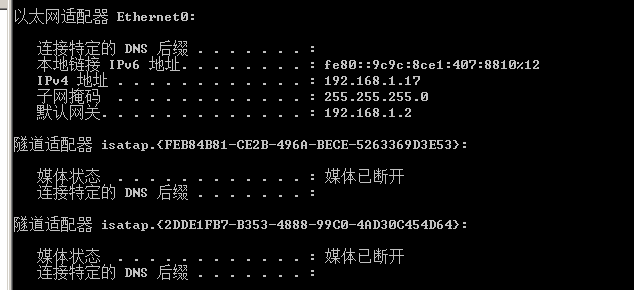 以太网适配器 Ethernet0:
连接特定的 DNS 后缀 . . . . . . . :
本地链接 IPv6 地址. . . . . . . . : fe80::9c9c:8ce1:407:8810%12
IPv4 地址 . . . . . . . . . . . . : 192.168.1.17
子网掩码 . . . . . . . . . . . . : 255.255.255.0
默认网关. . . . . . . . . . . . . : 192.168.1.2
隧道适配器 isatap.{FEB84B81-CE2B-496A-BECE-5263369D3E53}:
媒体状态 . . . . . . . . . . . . : 媒体已断开
连接特定的 DNS 后缀 . . . . . . . :
隧道适配器 isatap.{2DDE1FB7-B353-4888-99C0-4AD30C454D64}:
媒体状态 . . . . . . . . . . . . : 媒体已断开
连接特定的 DNS 后缀 . . . . . . . :